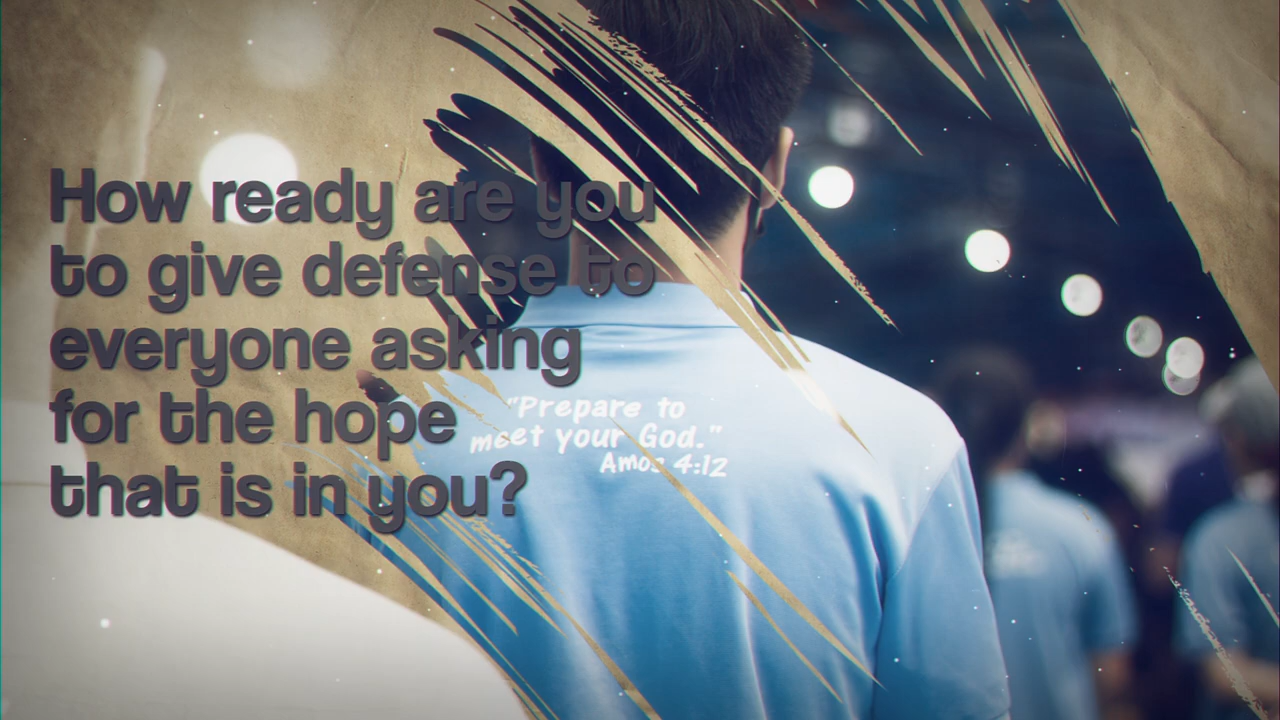 How ready are you
to give defense to
everyone asking
for the hope
that is in you?
"Prepare to
meet your God."
Amos 4:12